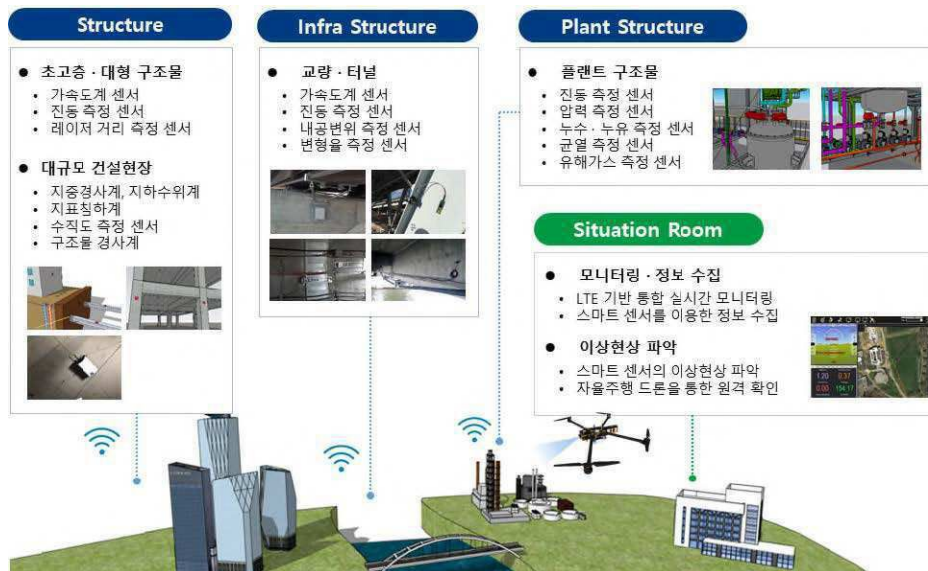 Structure
초고층 · 대형 구조물
가속도계 센서
진동 측정 센서
레이저 거리 측정 센서
대규모 건설현장
지중경사계, 지하수위계
지표침하계
수직도 측정 센서
구조물 경사계
Infra Structure
교량 · 터널
가속도계 센서
진동 측정 센서
내공변위 측정 센서
변형율 측정 센서
Plant Structure
플랜트 구조물
진동 측정 센서
압력 측정 센서
누수 · 누유 측정 센서
균열 측정 센서
유해가스 측정 센서
Situation Room
모니터링 · 정보 수집
LTE 기반 통합 실시간 모니터링
스마트 센서를 이용한 정보 수집
이상현상 파악
스마트 센서의 이상현상 파악
자율주행 드론을 통한 원격 확인
1.20
0.37
0.00
154.17